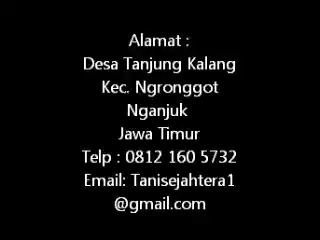 Alamat :
Desa Tanjung Kalang
Kec. Ngronggot
Nganjuk
Jawa Timur
Telp : 0812 160 5732
Email: Tanisejahtera1
@gmail.com